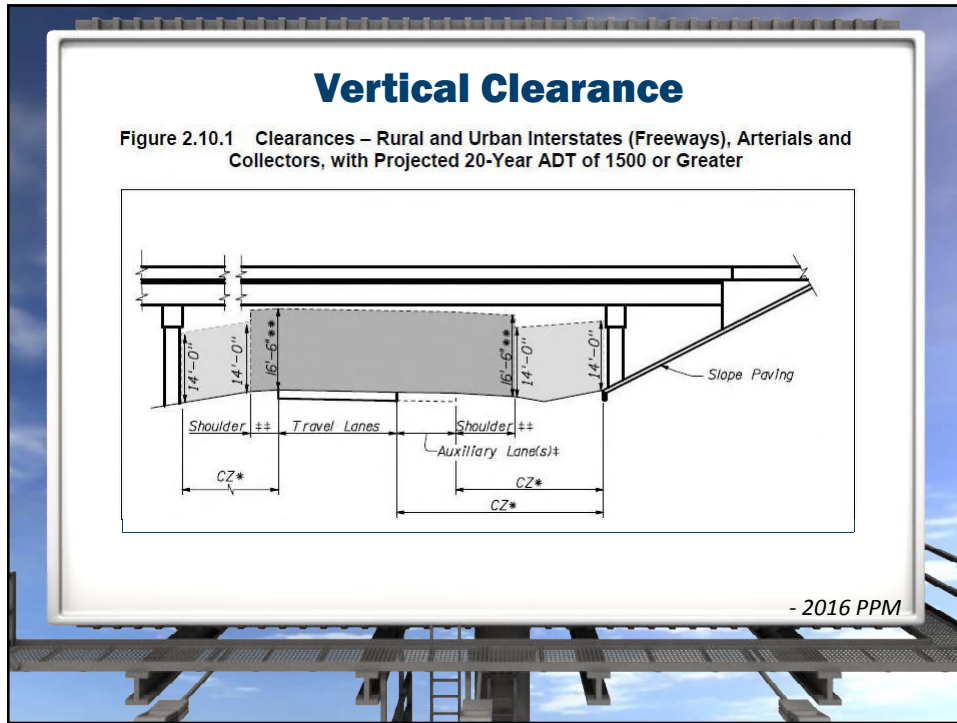 Vertical Clearance
Figure 2.10.1 Clearances – Rural and Urban Interstates (Freeways), Arterials and
Collectors, with Projected 20-Year ADT of 1500 or Greater
14'-0"
14'-0"
16'-6"**
16'-6"**
14'-0"
14'-0"
Slope Paving
Shoulder ‡‡
Travel Lanes
Shoulder ‡‡
Auxiliary Lane(s)‡
CZ*
CZ*
CZ*
- 2016 PPM